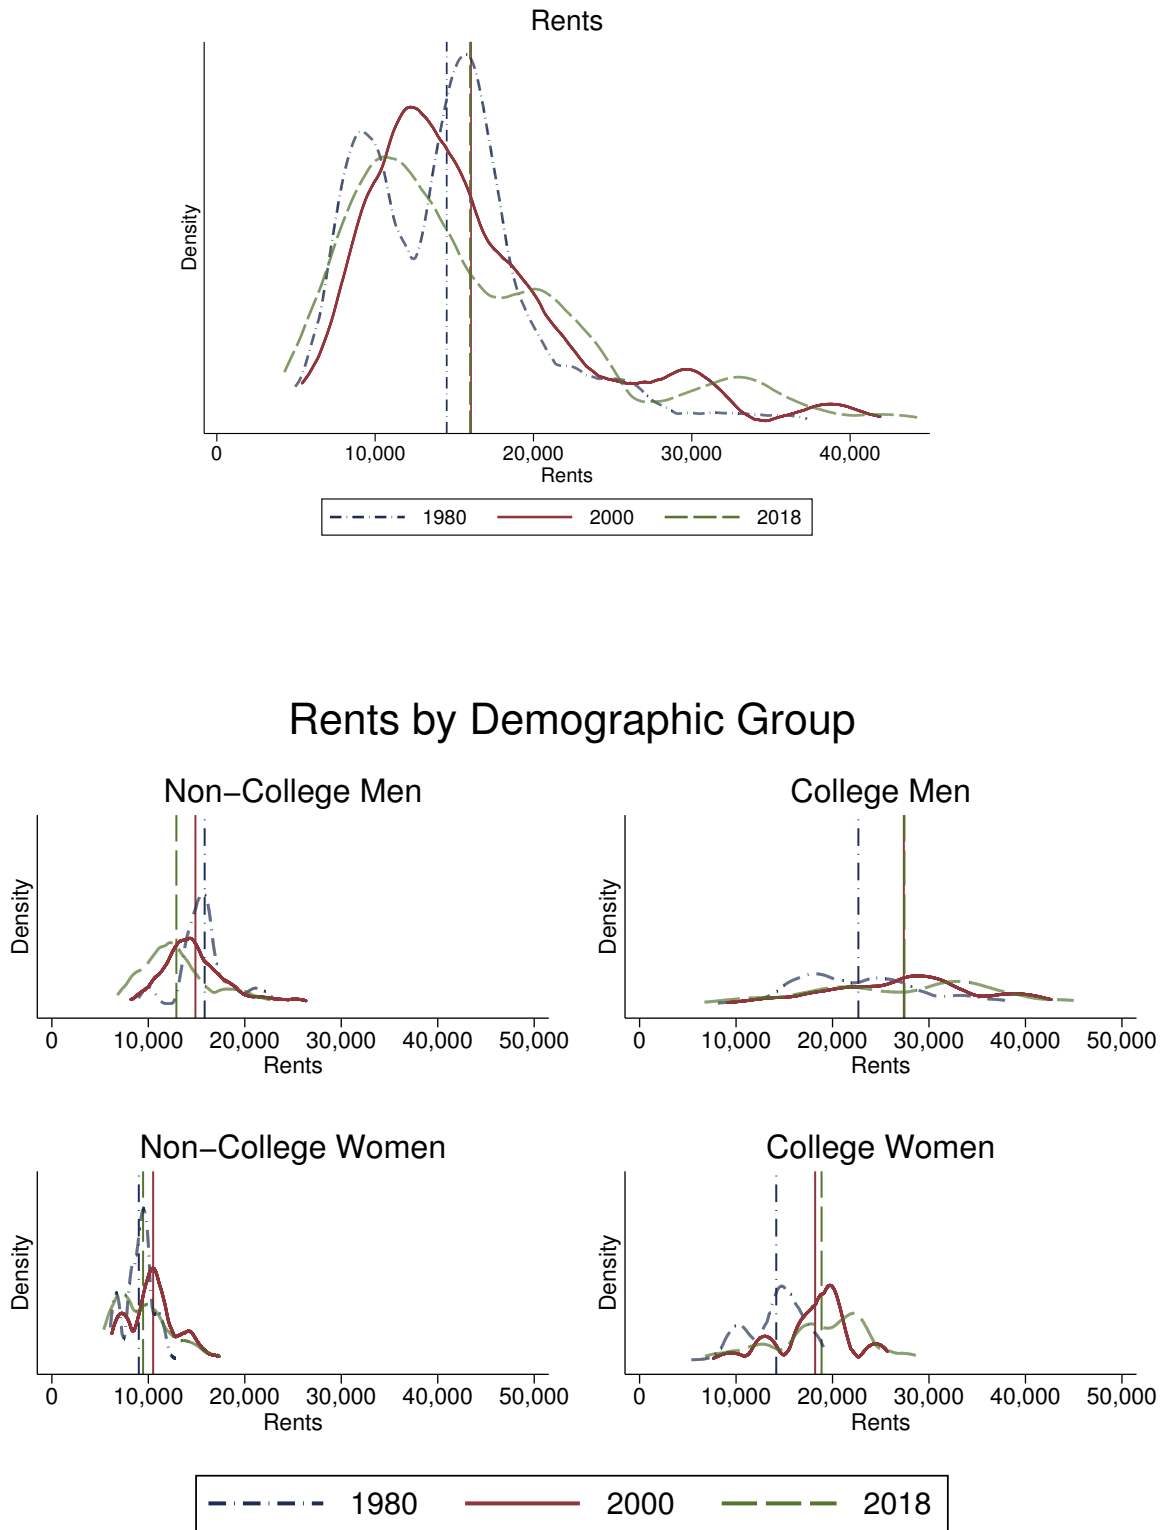 Rents
Density
0 10,000 20,000 30,000 40,000
Rents
1980 2000 2018
Rents by Demographic Group
Non−College Men
Density
0 10,000 20,000 30,000 40,000 50,000
Rents
College Men
Density
0 10,000 20,000 30,000 40,000 50,000
Rents
Non−College Women
Density
0 10,000 20,000 30,000 40,000 50,000
Rents
College Women
Density
0 10,000 20,000 30,000 40,000 50,000
Rents
1980 2000 2018